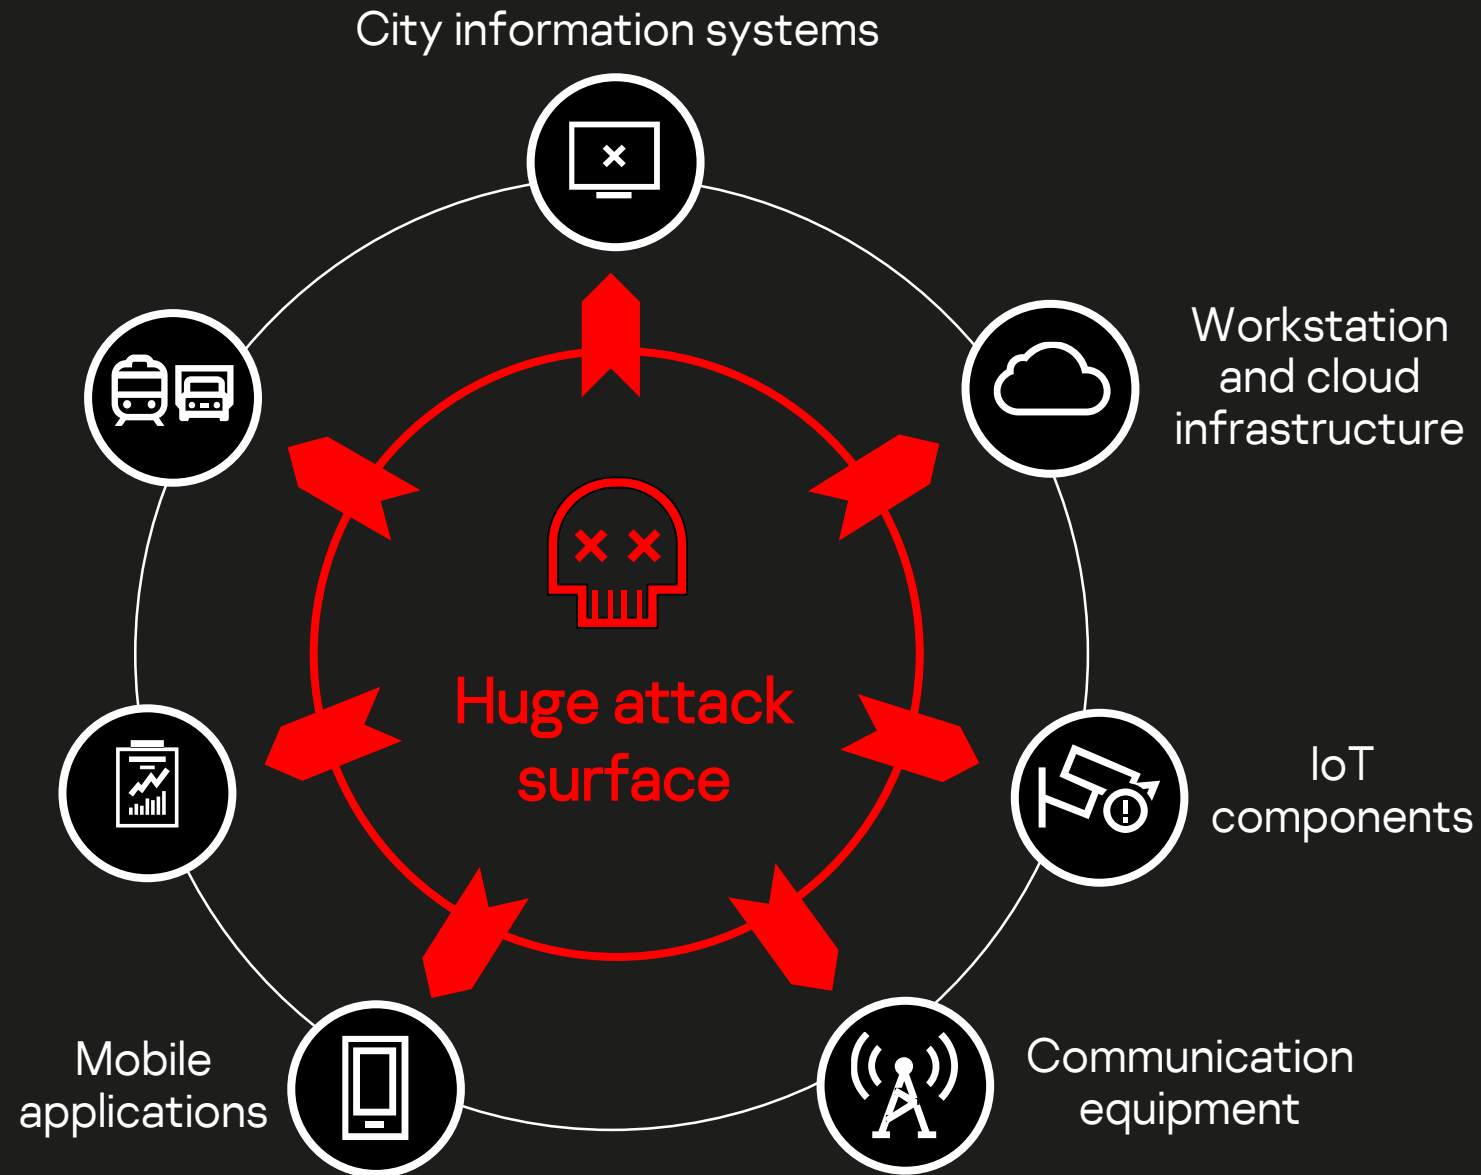 City information systems
Workstation
and cloud
infrastructure
Huge attack
surface
IoT
components
Mobile
applications
Communication
equipment